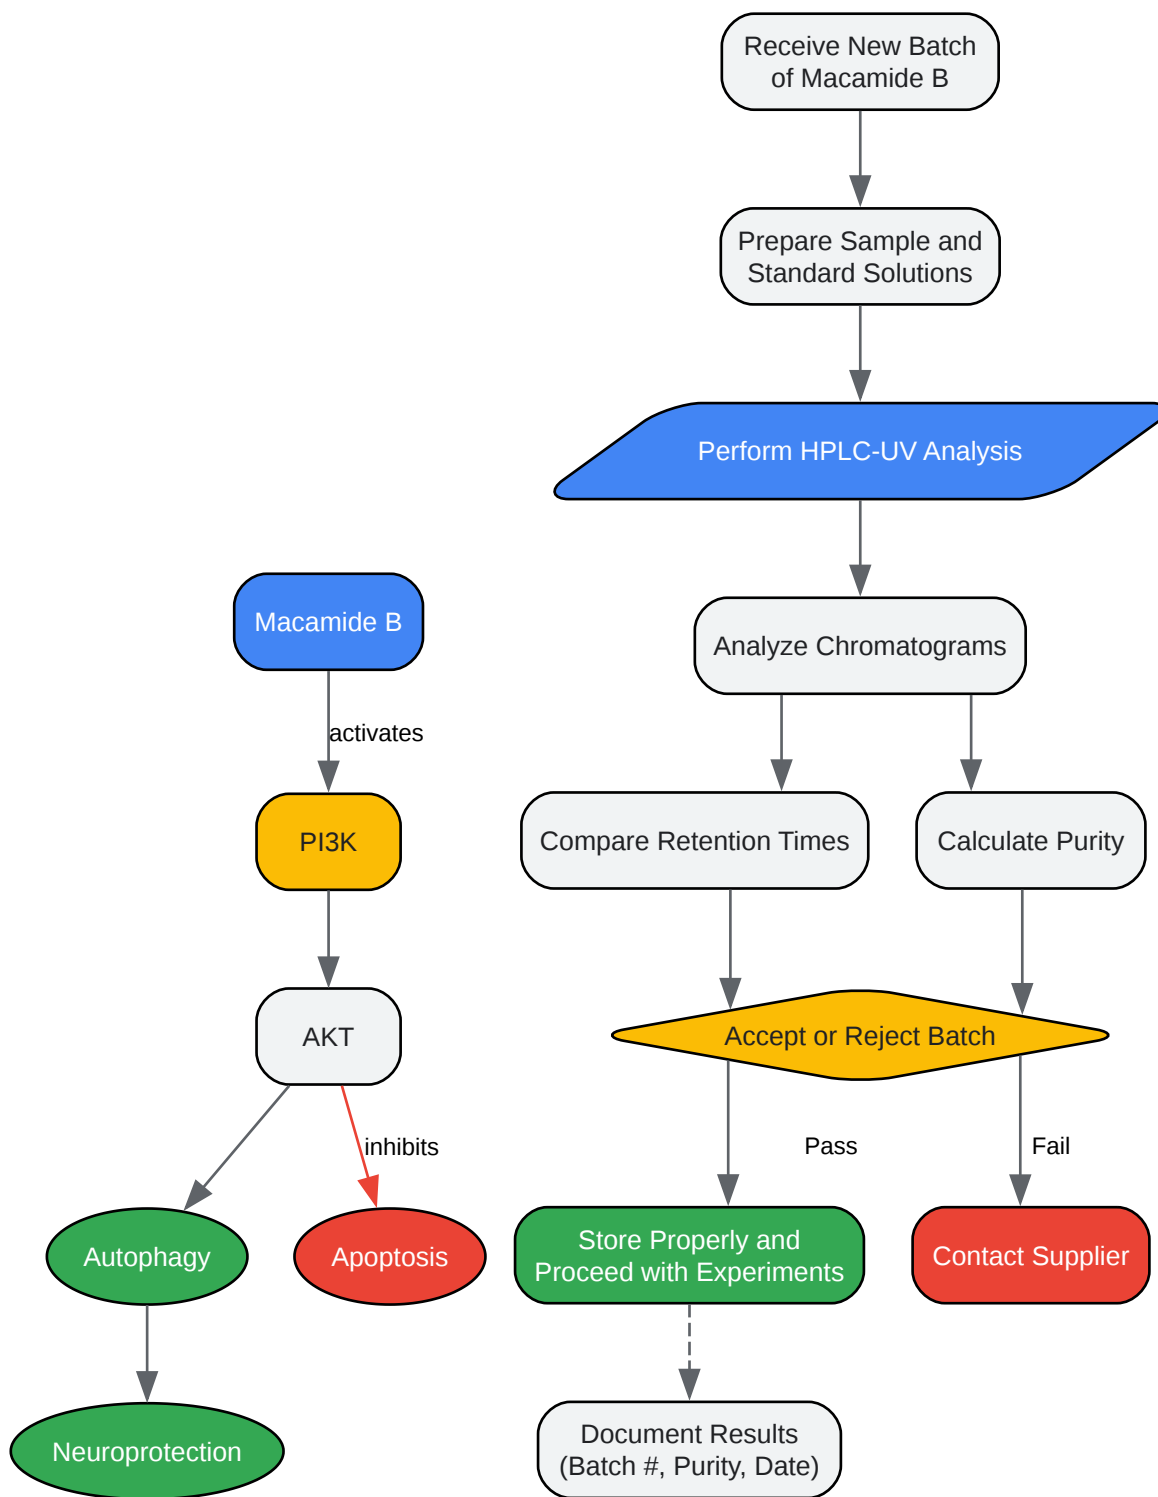 Receive New Batch
of Macamide B
Prepare Sample and
Standard Solutions
Perform HPLC-UV Analysis
Macamide B
Analyze Chromatograms
activates
PI3K
Compare Retention Times
Calculate Purity
AKT
Accept or Reject Batch
inhibits
Pass
Fail
Autophagy
Apoptosis
Store Properly and
Proceed with Experiments
Contact Supplier
Neuroprotection
Document Results
(Batch #, Purity, Date)